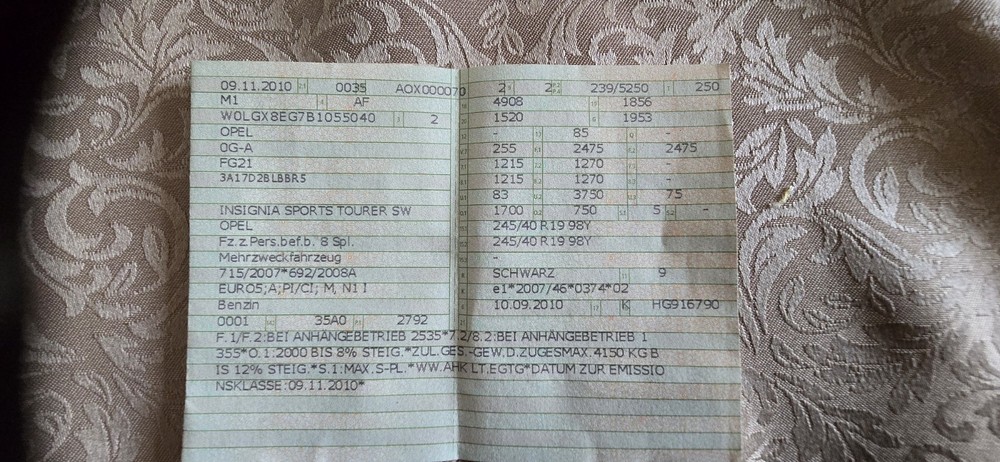 09.11.2010 0035 AOX000070
M1 AF
W0LGX8EG7B1055040 2
OPEL
0G-A
FG21
3A17D2BLBBR5
INSIGNIA SPORTS TOURER SW
OPEL
Fz.z.Pers.bef.b. 8 Spl.
Mehrzweckfahrzeug
715/2007*692/2008A
EURO5;A;PI/CI; M, N1 I
Benzin
0001 35A0 2792
2 2 239/5250 250
4908 1856
1520 1953
- 85 -
255 2475 2475
1215 1270 -
1215 1270 -
83 3750 75
1700 750 5 -
245/40 R19 98Y
245/40 R19 98Y
-
SCHWARZ 9
e1*2007/46*0374*02
10.09.2010 K HG916790
F.1/F.2:BEI ANHÄNGEBETRIEB 2535*7.2/8.2:BEI ANHÄNGEBETRIEB 1
355*O.1:2000 BIS 8% STEIG.*ZUL.GES.-GEW.D.ZUGESMAX.4150 KG B
IS 12% STEIG.*S.1:MAX.S-PL.*WW.AHK LT.EGTG*DATUM ZUR EMISSIO
NSKLASSE:09.11.2010*